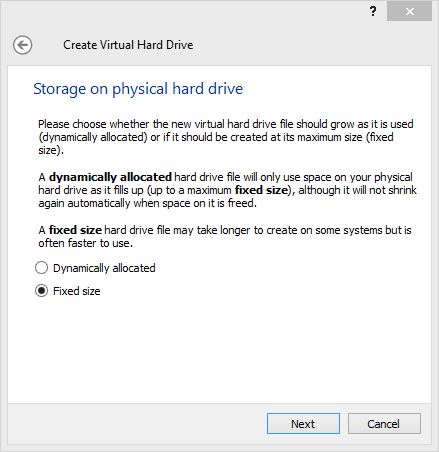 ?
Create Virtual Hard Drive
Storage on physical hard drive
Please choose whether the new virtual hard drive file should grow as it is used
(dynamically allocated) or if it should be created at its maximum size (fixed
size).
A dynamically allocated hard drive file will only use space on your physical
hard drive as it fills up (up to a maximum fixed size), although it will not shrink
again automatically when space on it is freed.
A fixed size hard drive file may take longer to create on some systems but is
often faster to use.
Dynamically allocated
Fixed size
Next
Cancel